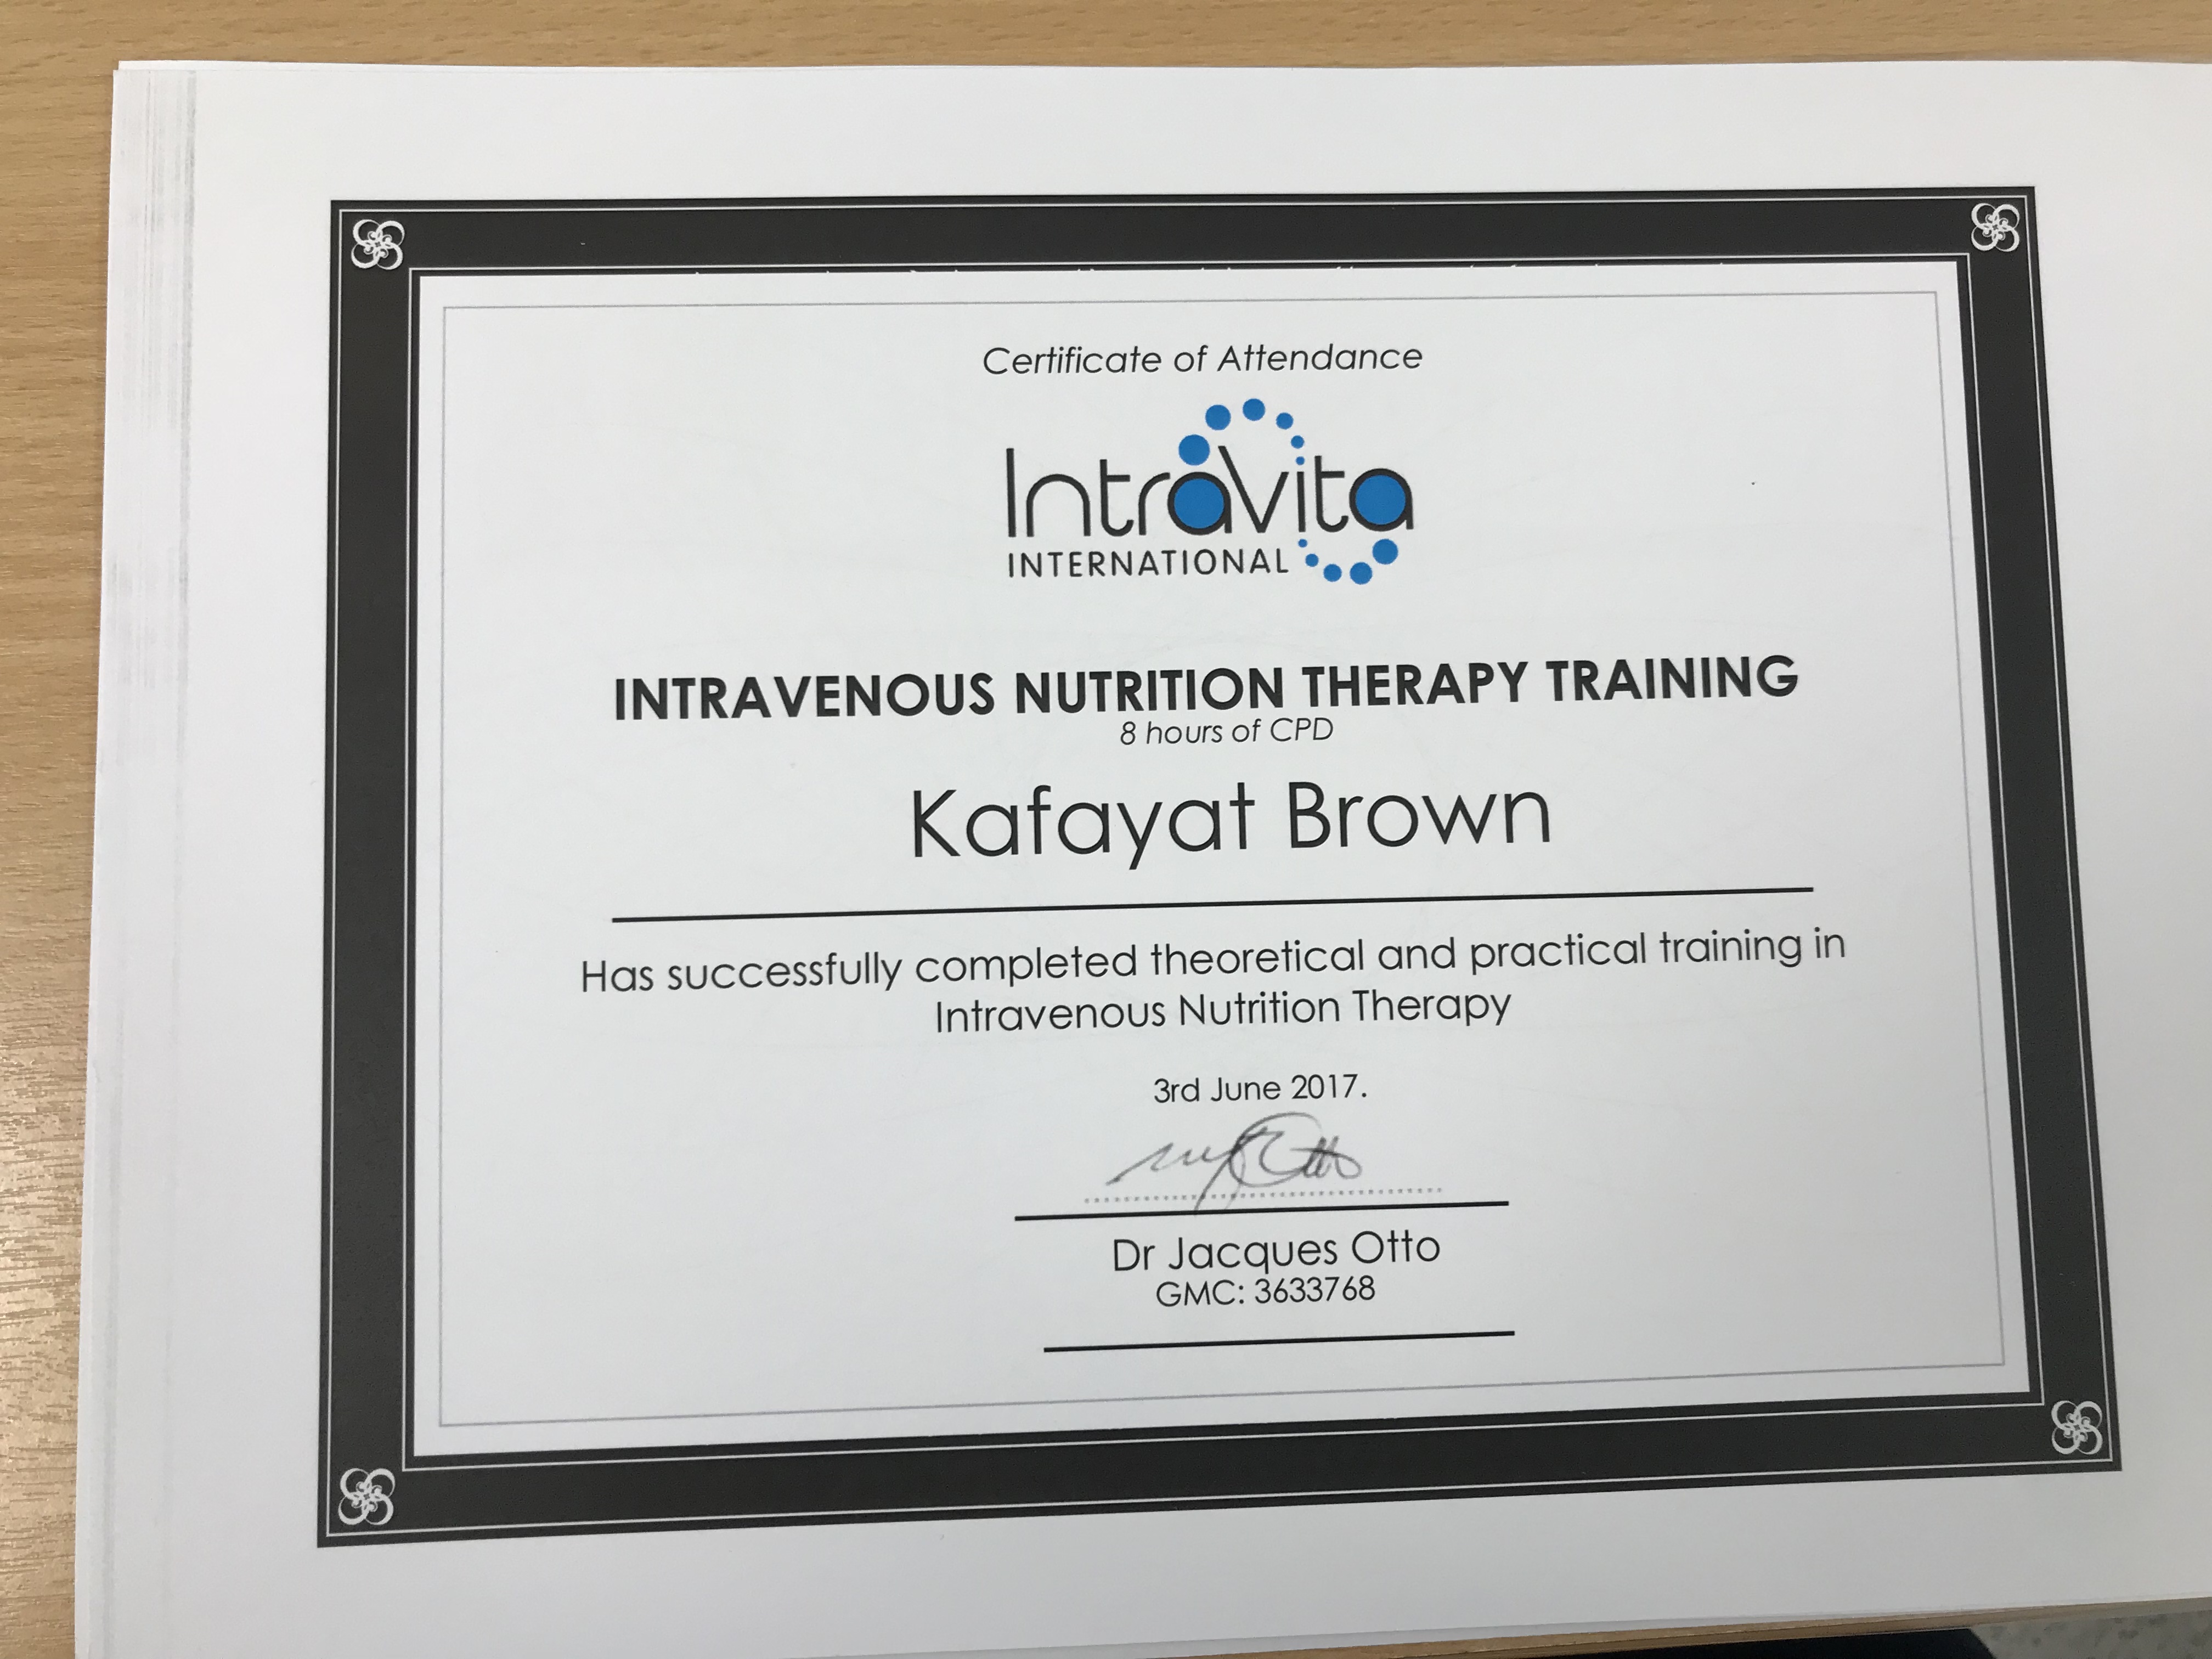 Certificate of Attendance
IntraVita
INTERNATIONAL
INTRAVENOUS NUTRITION THERAPY TRAINING
8 hours of CPD
Kafayat Brown
Has successfully completed theoretical and practical training in
Intravenous Nutrition Therapy
3rd June 2017.
Dr Jacques Otto
GMC: 3633768